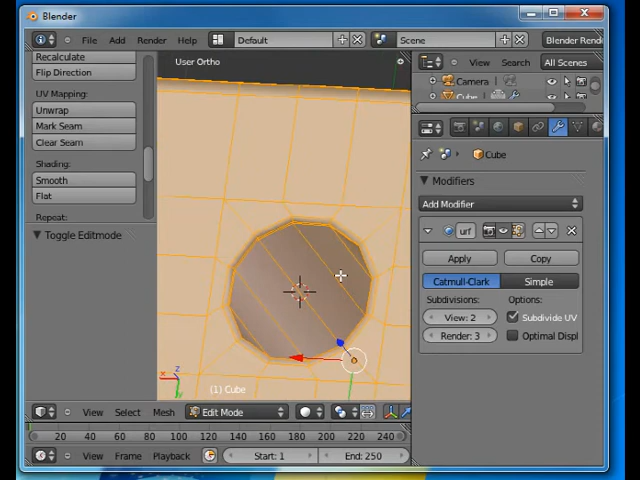 Blender
File Add Render Help Default Scene Blender Rende
Recalculate
Flip Direction
UV Mapping:
Unwrap
Mark Seam
Clear Seam
Shading:
Smooth
Flat
Repeat:
Toggle Editmode
User Ortho
(1) Cube
x z
y
View Search All Scenes
Camera
Cube
Cube
Modifiers
Add Modifier
urf
Apply Copy
Catmull-Clark Simple
Subdivisions: Options:
View: 2 Subdivide UV
Render: 3 Optimal Displ
View Select Mesh Edit Mode
20 40 60 80 100 120 140 160 180 200 220 240
View Frame Playback Start: 1 End: 250